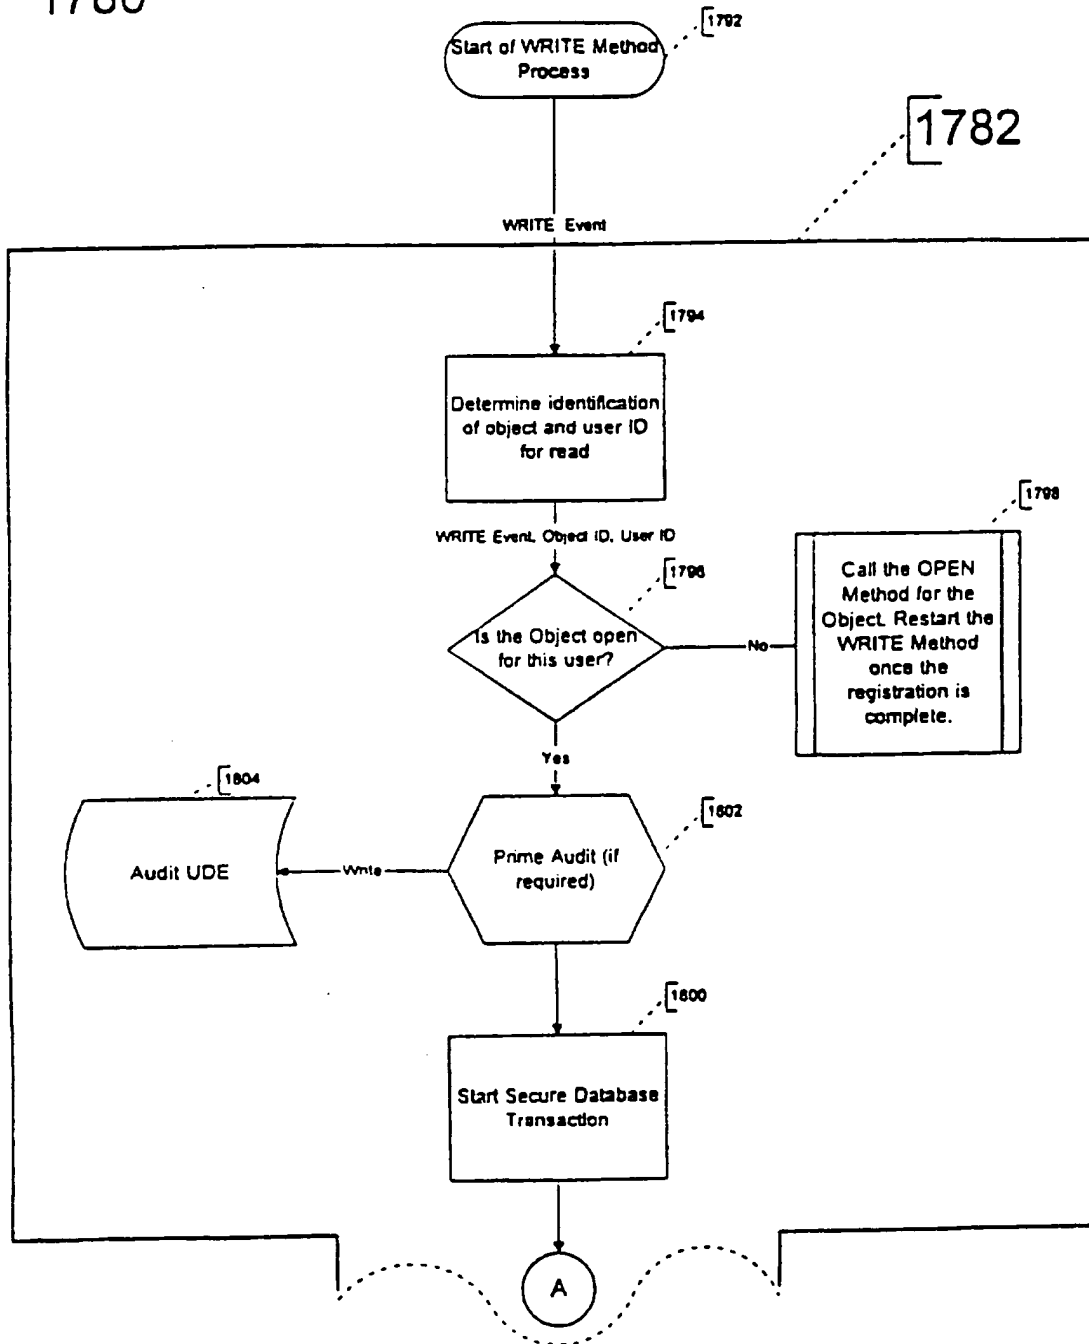 1780
1792
Start of WRITE Method
Process
1782
WRITE Event
1794
Determine identification
of object and user ID
for read
1798
WRITE Event, Object ID, User ID
1796
Call the OPEN
Method for the
Object. Restart the
WRITE Method
once the
registration is
complete.
Is the Object open
for this user?
No
Yes
1804
1802
Audit UDE
Write
Prime Audit (if
required)
1800
Start Secure Database
Transaction
A